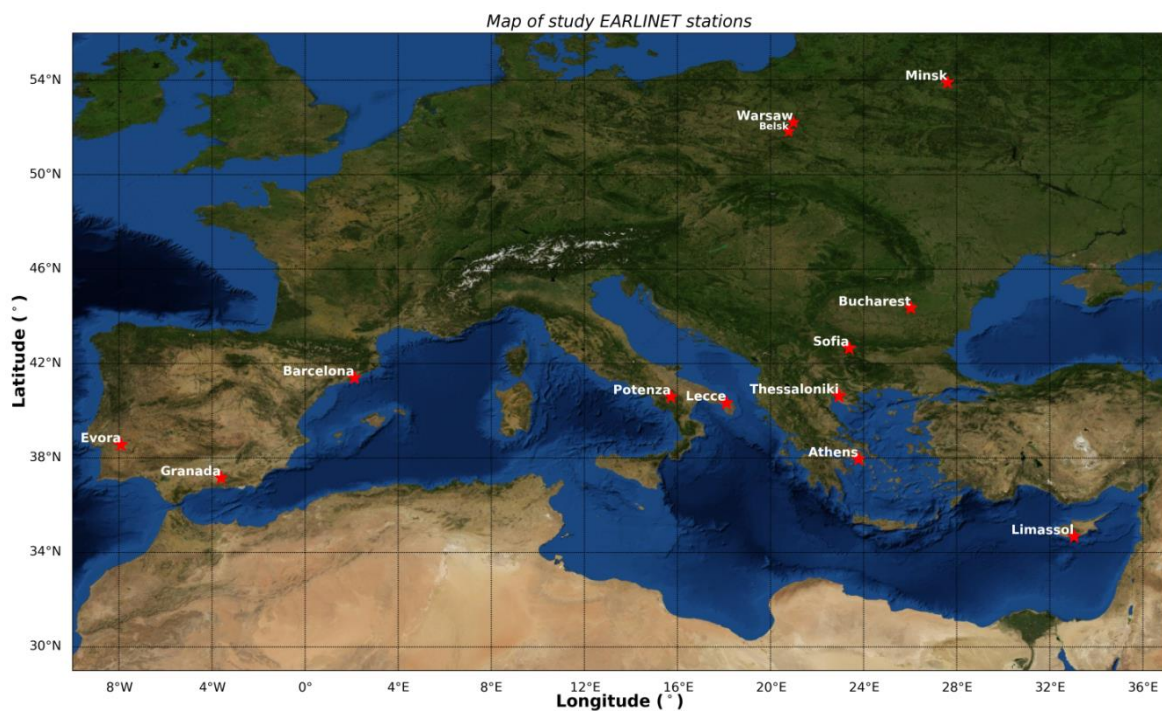 Map of study EARLINET stations
54°N
Minsk
Warsaw
Belsk
50°N
46°N
Bucharest
Sofia
42°N
Barcelona
Potenza
Lecce
Thessaloniki
Evora
38°N
Athens
Granada
Limassol
34°N
30°N
Latitude (°)
8°W 4°W 0° 4°E 8°E 12°E 16°E 20°E 24°E 28°E 32°E 36°E
Longitude (°)